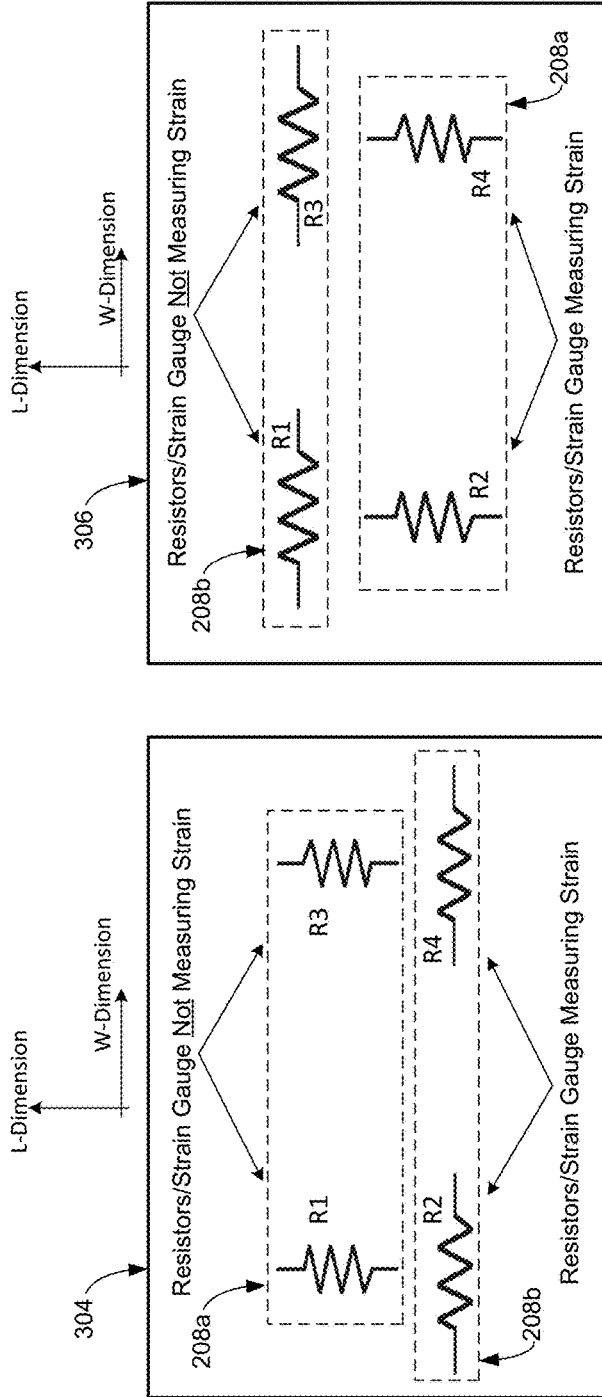 304
L-Dimension
W-Dimension
Resistors/Strain Gauge Not Measuring Strain
208a
R1
R3
R2
R4
208b
Resistors/Strain Gauge Measuring Strain
306
L-Dimension
W-Dimension
Resistors/Strain Gauge Not Measuring Strain
208b
R1
R3
R2
R4
208a
Resistors/Strain Gauge Measuring Strain